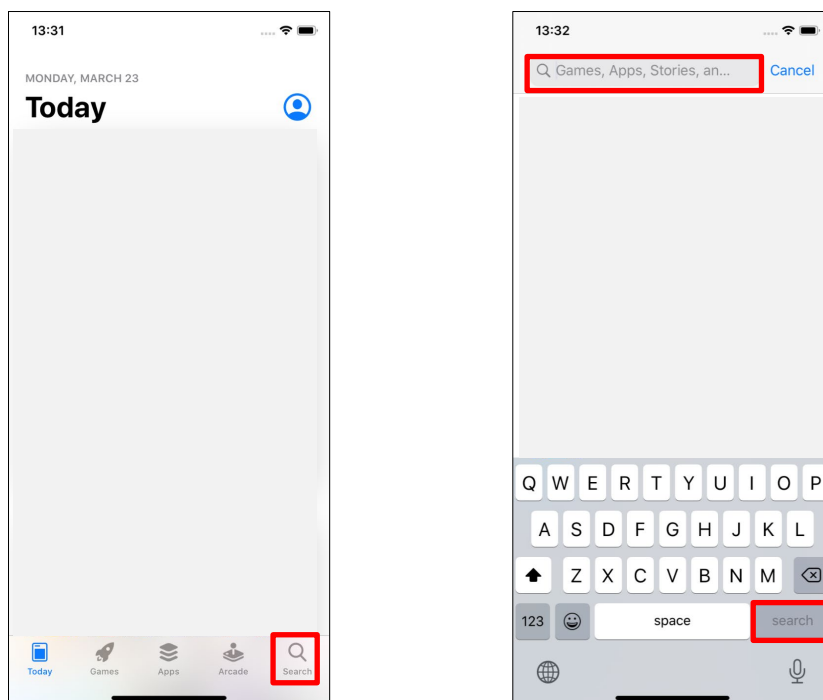 13:31
MONDAY, MARCH 23
Today
Today Games Apps Arcade Search
13:32
Games, Apps, Stories, an... Cancel
Q W E R T Y U I O P
A S D F G H J K L
Z X C V B N M
123 space search